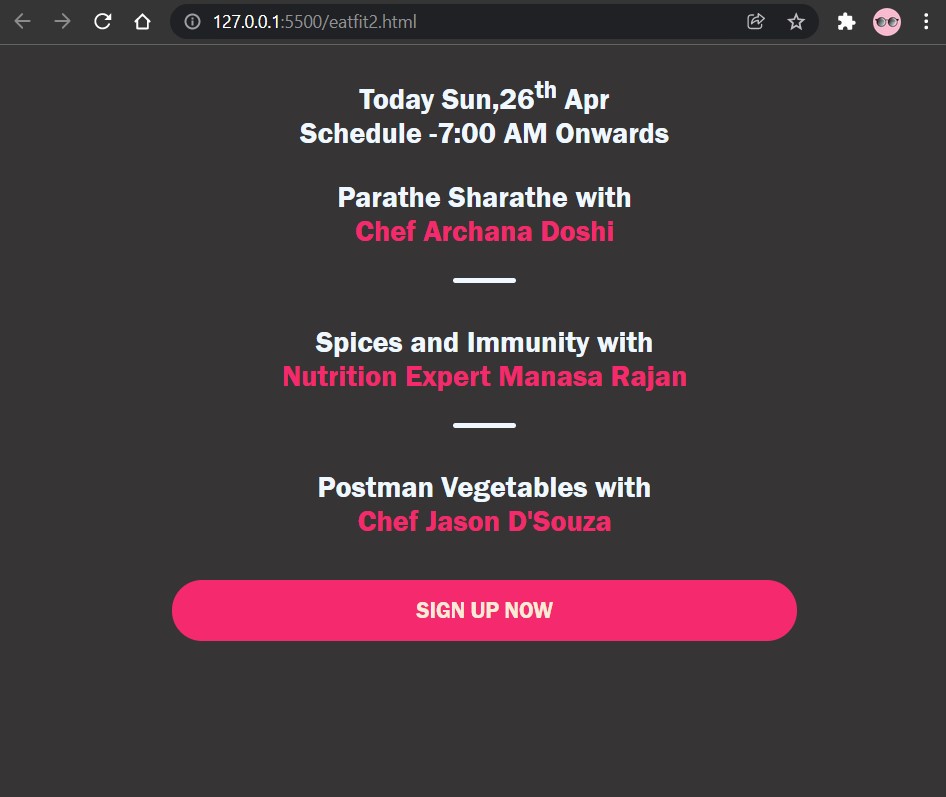 127.0.0.1:5500/eatfit2.html
Today Sun,26th Apr
Schedule -7:00 AM Onwards
Parathe Sharathe with
Chef Archana Doshi
Spices and Immunity with
Nutrition Expert Manasa Rajan
Postman Vegetables with
Chef Jason D'Souza
SIGN UP NOW